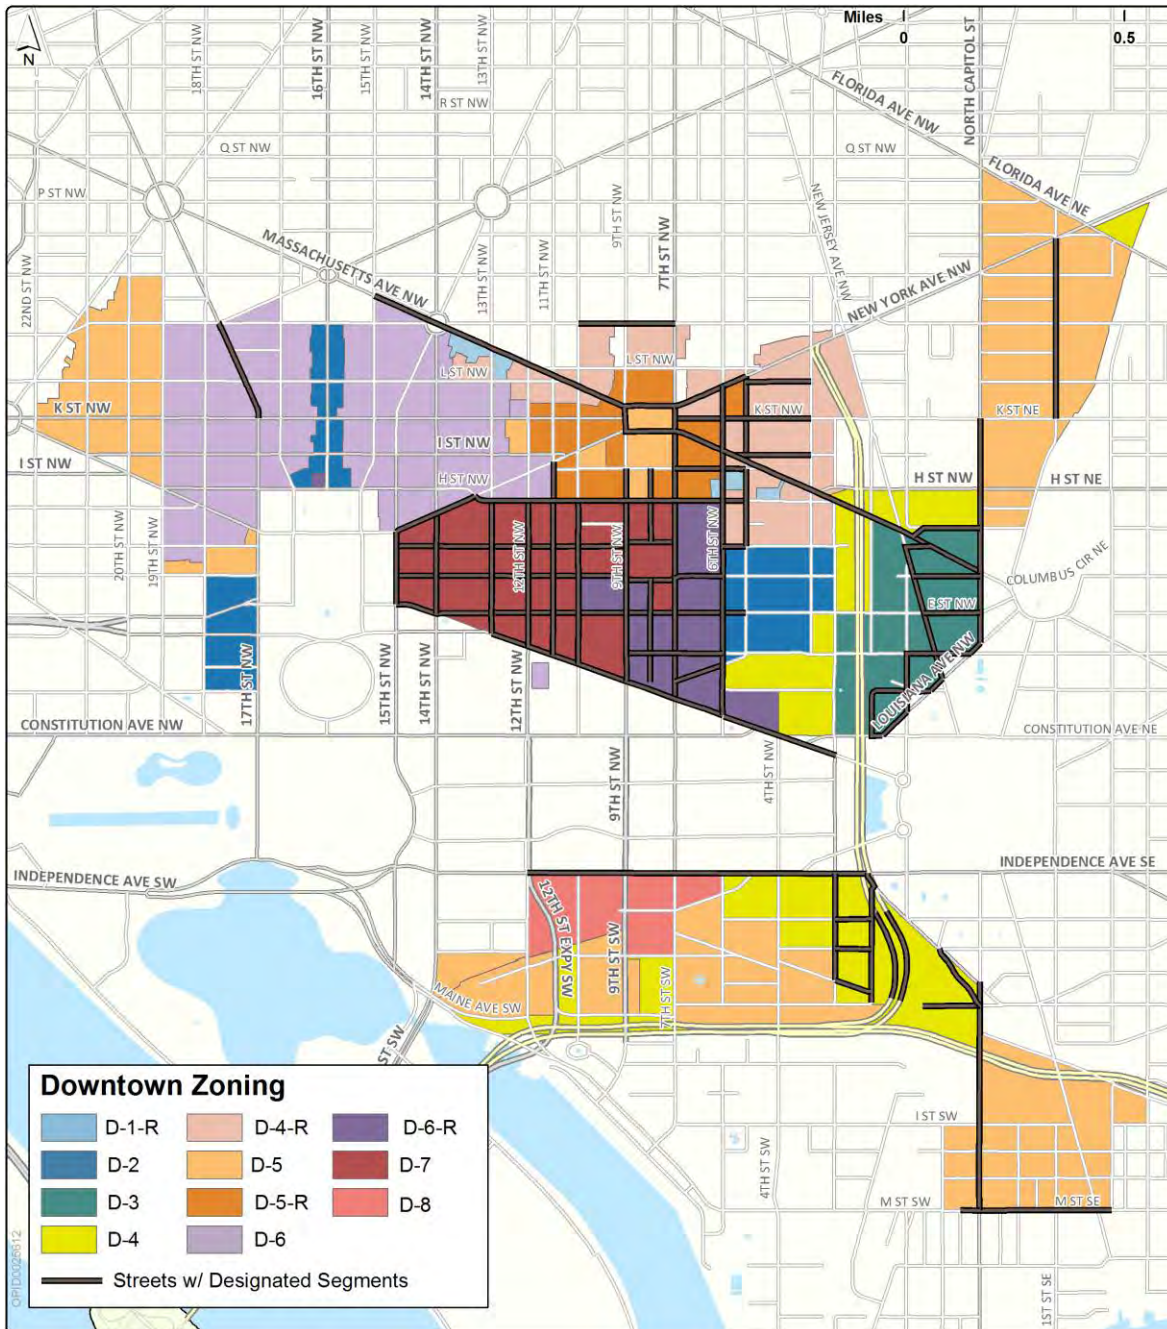 Miles
0
0.5
N
18TH ST NW
16TH ST NW
15TH ST NW
14TH ST NW
13TH ST NW
NORTH CAPITOL ST
R ST NW
FLORIDA AVE NW
Q ST NW
Q ST NW
FLORIDA AVE NE
P ST NW
NEW JERSEY AVE NW
9TH ST NW
7TH ST NW
MASSACHUSETTS AVE NW
22ND ST NW
13TH ST NW
11TH ST NW
NEW YORK AVE NW
L ST NW
L ST NW
K ST NW
K ST NW
K ST NE
I ST NW
I ST NW
H ST NW
H ST NW
H ST NE
20TH ST NW
19TH ST NW
12TH ST NW
9TH ST NW
6TH ST NW
COLUMBUS CIR NE
E ST NW
17TH ST NW
15TH ST NW
14TH ST NW
12TH ST NW
LOUISIANA AVE NW
CONSTITUTION AVE NW
CONSTITUTION AVE NE
9TH ST NW
4TH ST NW
INDEPENDENCE AVE SW
INDEPENDENCE AVE SE
12TH ST EXPY SW
9TH ST SW
MAINE AVE SW
7TH ST SW
ST SW
I ST SW
4TH ST SW
M ST SW
M ST SE
1ST ST SE
Downtown Zoning
D-1-R
D-4-R
D-6-R
D-2
D-5
D-7
D-3
D-5-R
D-8
D-4
D-6
Streets w/ Designated Segments